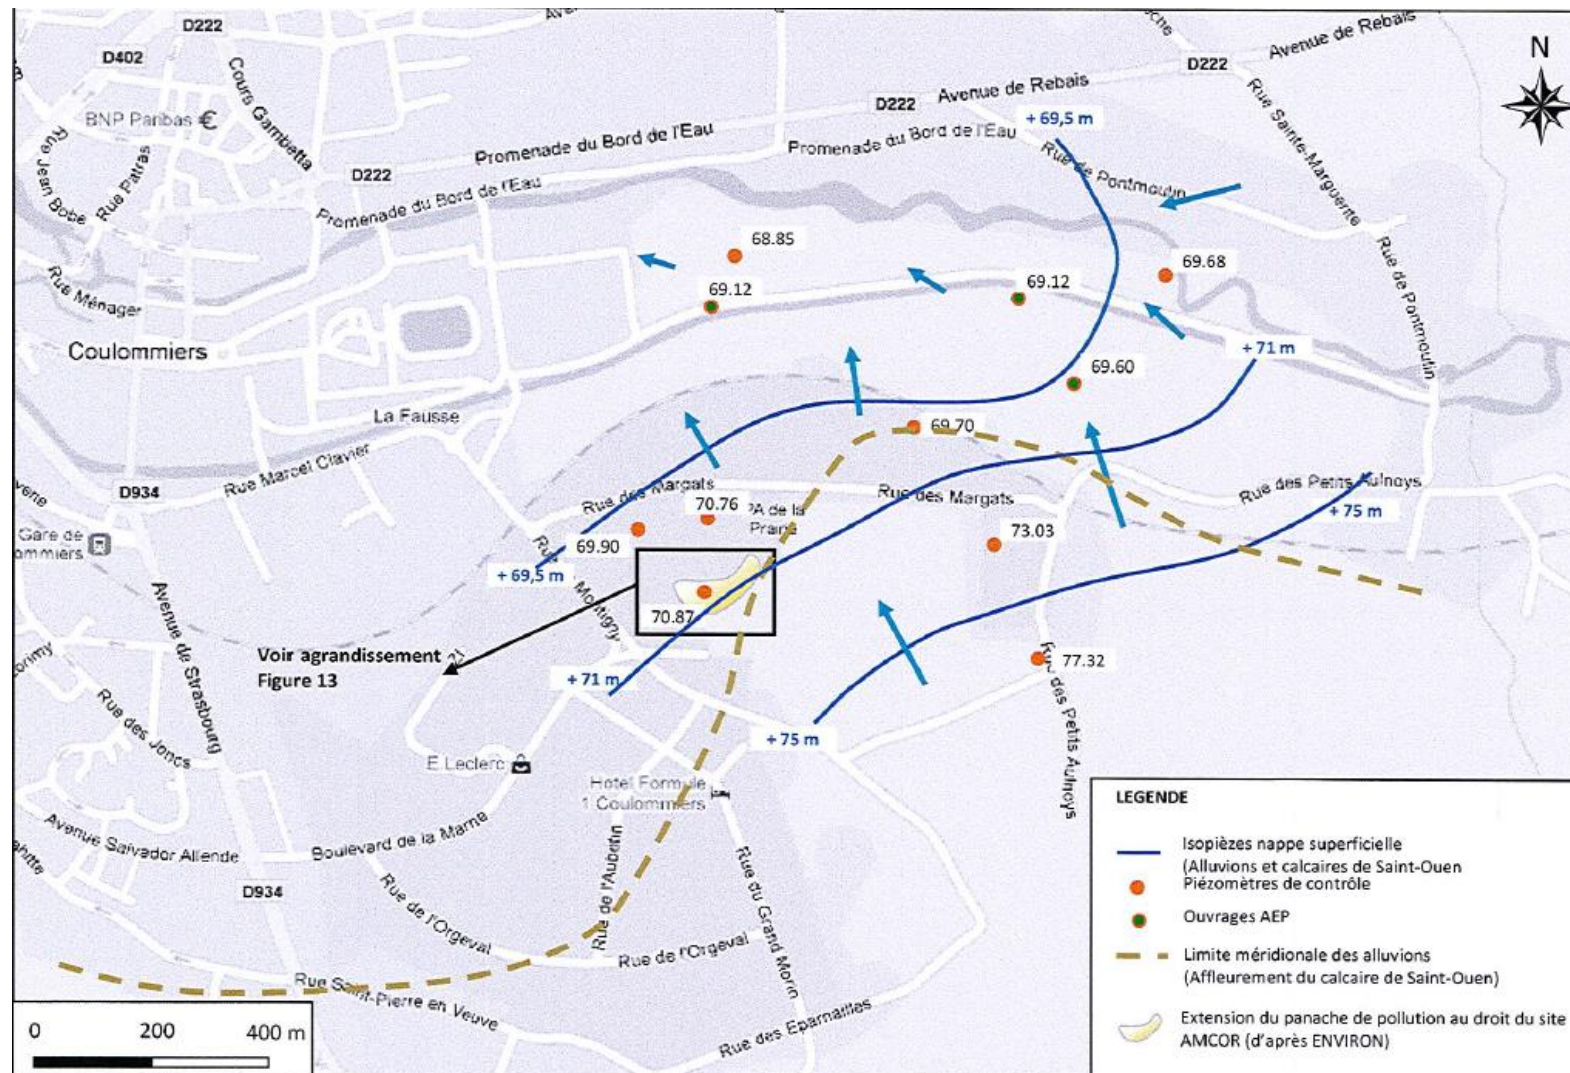 D222
D402
BNP Paribas €
Cours Gambetta
Rue Jean Bobe
Rue Patras
D222
Promenade du Bord de l'Eau
Promenade du Bord de l'Eau
Promenade du Bord de l'Eau
D222
Avenue de Rebais
Avenue de Rebais
D222
+ 69,5 m
Rue de Pontmoulin
Rue Sainte-Marguerite
Rue de Pontmoulin
N
Rue Ménager
Coulommiers
68.85
69.12
69.12
69.68
+ 71 m
69.60
69.70
La Fausse
Rue Marcel Clavier
D934
Gare de
ommiers
Rue des Margats
Rue des Margats
Rue des Petits Aulnoys
+ 75 m
70.76
PA de la
Prairie
69.90
73.03
+ 69,5 m
70.87
Avenue de Strasbourg
Voir agrandissement
Figure 13
21
+ 71 m
77.32
+ 75 m
Rue des Petits Aulnoys
Rue des Joncs
E Leclerc
Hotel Formule
1 Coulommiers
Avenue Salvador Allende
Boulevard de la Marne
D934
Rue de l'Aubetin
Rue du Grand Morin
Rue de l'Orgeval
Rue de l'Orgeval
Rue Saint-Pierre en Veuve
Rue des Eparnailles
0 200 400 m
LEGENDE
Isopièzes nappe superficielle
(Alluvions et calcaires de Saint-Ouen
Piézomètres de contrôle
Ouvrages AEP
Limite méridionale des alluvions
(Affleurement du calcaire de Saint-Ouen)
Extension du panache de pollution au droit du site
AMCOR (d'après ENVIRON)